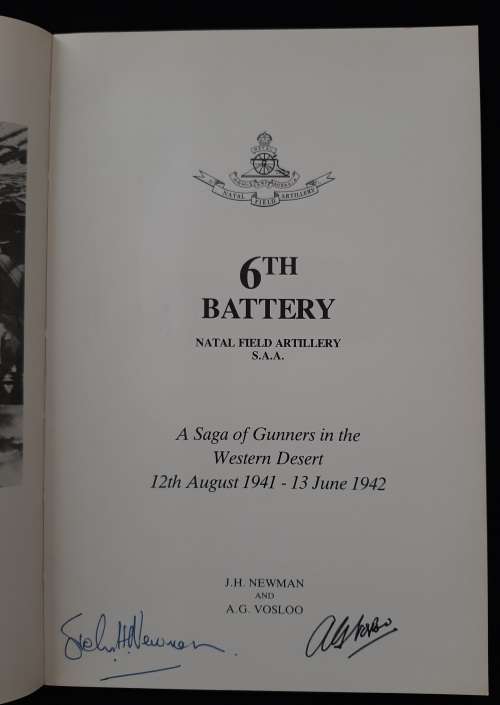 NATAL FIELD ARTILLERY
6TH
BATTERY
NATAL FIELD ARTILLERY
S.A.A.
A Saga of Gunners in the
Western Desert
12th August 1941 - 13 June 1942
J.H. NEWMAN
AND
A.G. VOSLOO
H. Newman